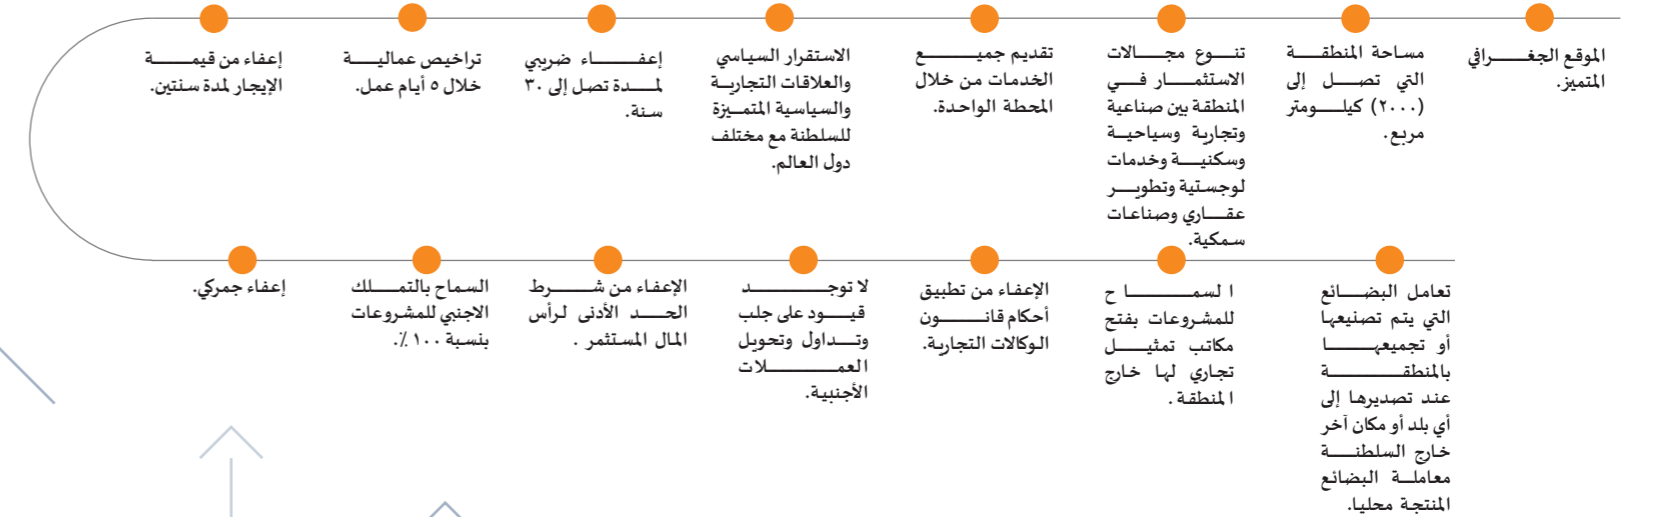 الموقع الجغرافي
المتميز.
مساحة المنطقة
التي تصل إلى
(٢٠٠٠) كيلومتر
مربع.
تنوع مجالات
الاستثمار في
المنطقة بين صناعية
وتجارية وسياحية
وسكنية وخدمات
لوجستية وتطوير
عقاري وصناعات
سمكية.
تقديم جميع
الخدمات من خلال
المحطة الواحدة.
الاستقرار السياسي
والعلاقات التجارية
والسياسية المتميزة
للسلطنة مع مختلف
دول العالم.
إعفاء ضريبي
لمدة تصل إلى ٣٠
سنة.
تراخيص عمالية
خلال ٥ أيام عمل.
إعفاء من قيمة
الإيجار لمدة سنتين.
إعفاء جمركي.
السماح بالتملك
الاجنبي للمشروعات
بنسبة ١٠٠ ٪.
الإعفاء من شرط
الحد الأدنى لرأس
المال المستثمر .
لا توجد
قيود على جلب
وتداول وتحويل
العملات
الأجنبية.
الإعفاء من تطبيق
أحكام قانون
الوكالات التجارية.
السماح
للمشروعات بفتح
مكاتب تمثيل
تجاري لها خارج
المنطقة .
تعامل البضائع
التي يتم تصنيعها
أو تجميعها
بالمنطقة
عند تصديرها إلى
أي بلد أو مكان آخر
خارج السلطنة
معاملة البضائع
المنتجة محليا.